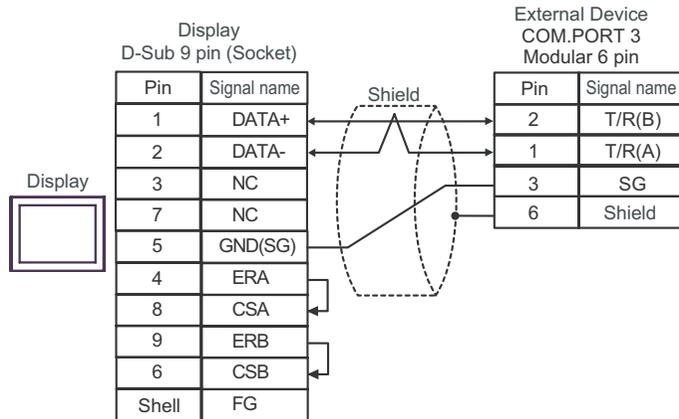 External Device
Display
COM.PORT 3
D-Sub 9 pin (Socket)
Modular 6 pin
Pin Signal name
Shield
Pin Signal name
1 DATA+
2 T/R(B)
2 DATA-
1 T/R(A)
Display
3 NC
3 SG
7 NC
6 Shield
5 GND(SG)
4 ERA
8 CSA
9 ERB
6 CSB
Shell FG